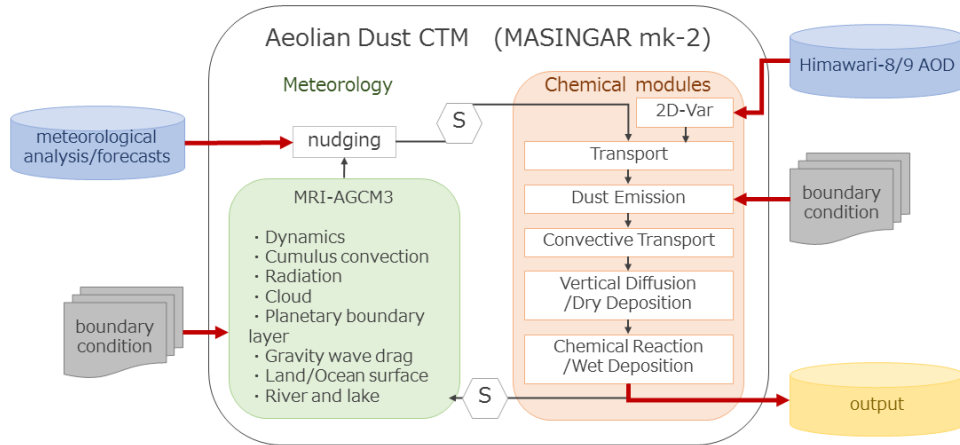 Aeolian Dust CTM (MASINGAR mk-2)
Meteorology
Chemical modules
Himawari-8/9 AOD
meteorological
analysis/forecasts
nudging
S
2D-Var
Transport
MRI-AGCM3
・Dynamics
・Cumulus convection
・Radiation
・Cloud
・Planetary boundary
layer
・Gravity wave drag
・Land/Ocean surface
・River and lake
Dust Emission
boundary
condition
Convective Transport
Vertical Diffusion
/Dry Deposition
boundary
condition
Chemical Reaction
/Wet Deposition
S
output